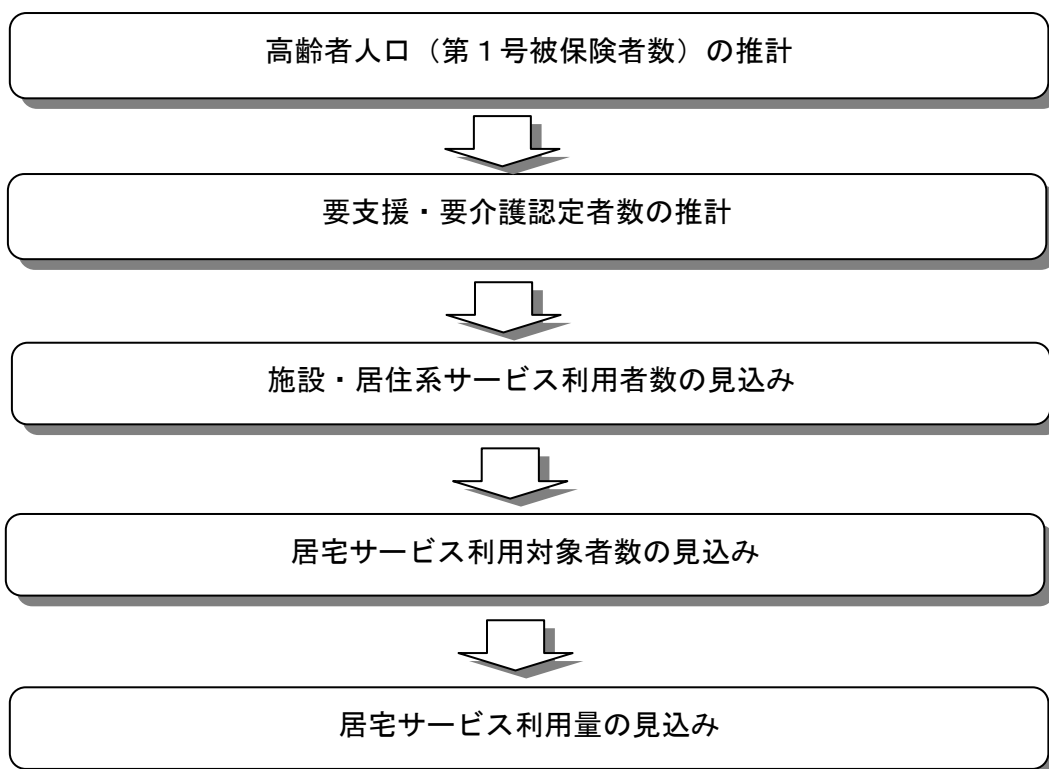 高齢者人口（第１号被保険者数）の推計
要支援・要介護認定者数の推計
施設・居住系サービス利用者数の見込み
居宅サービス利用対象者数の見込み
居宅サービス利用量の見込み